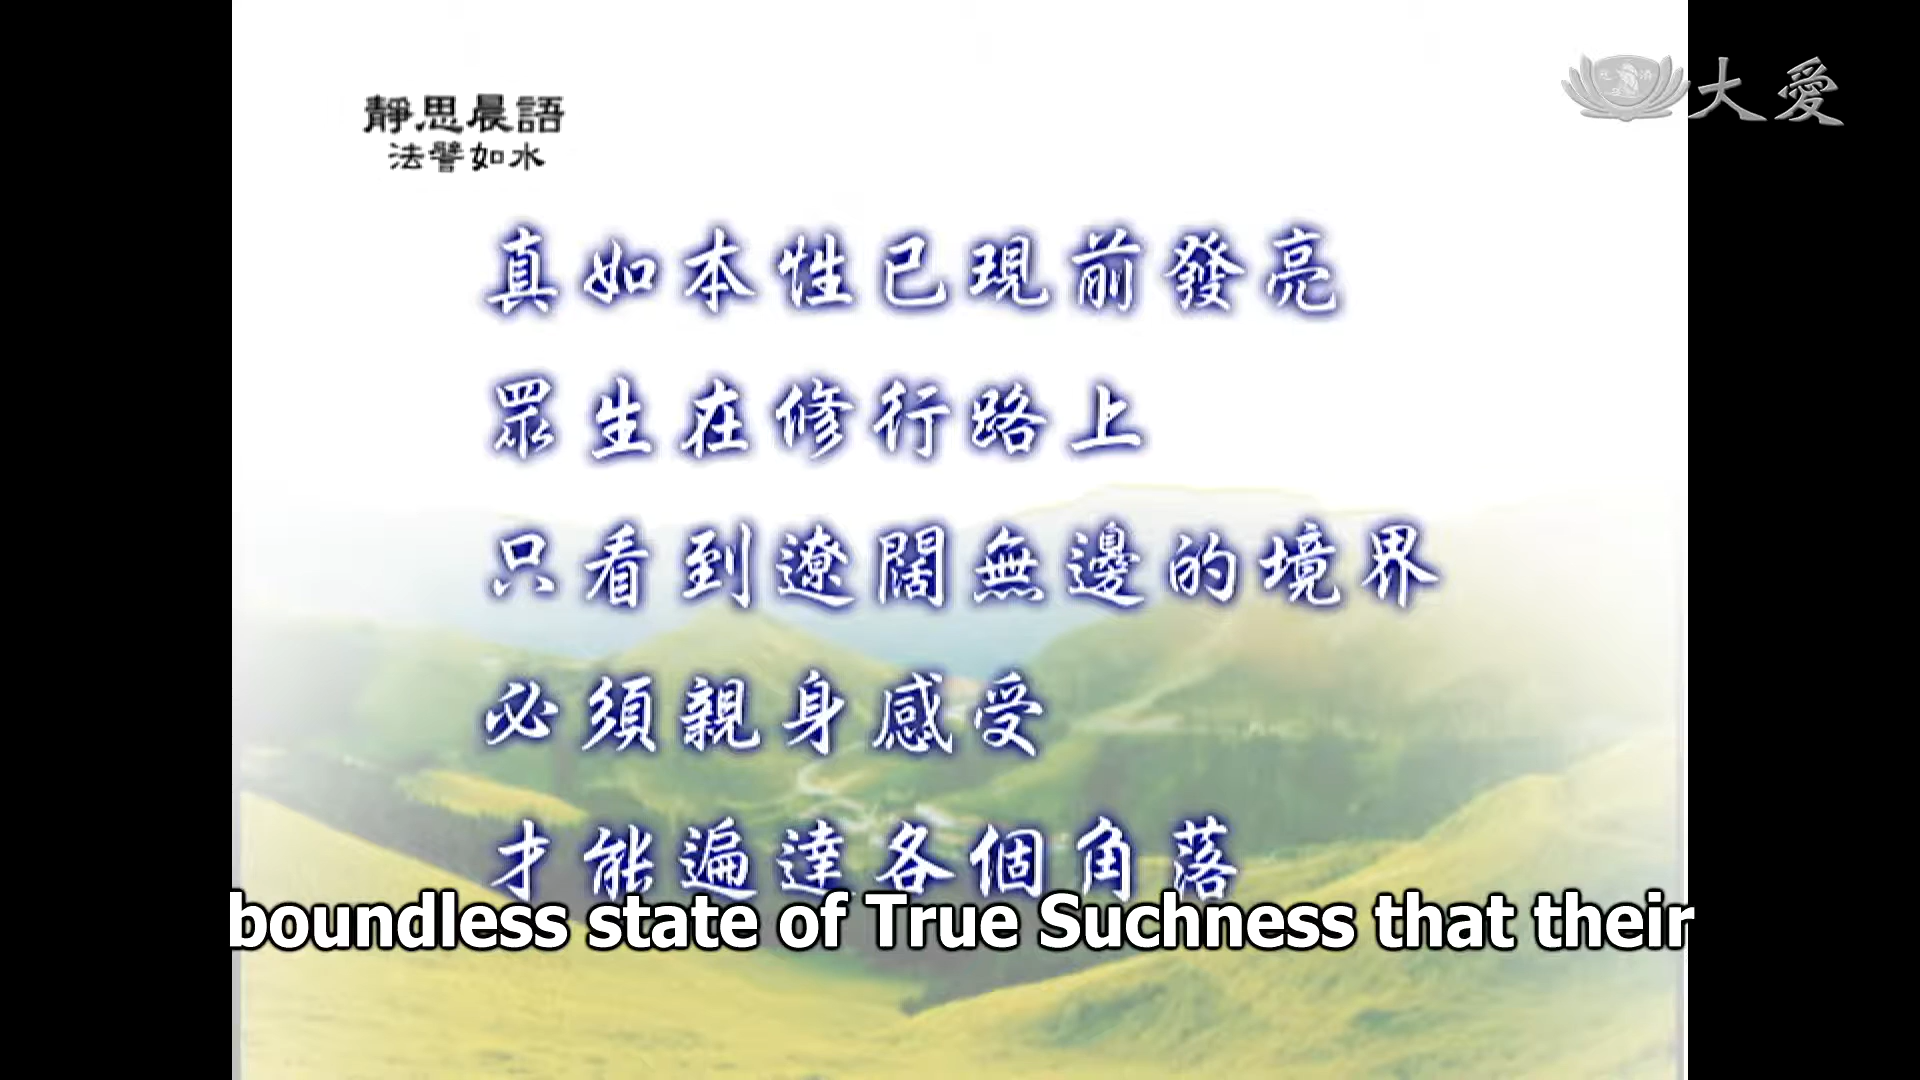 靜思晨語
法譬如水
大愛
真如本性已現前發亮
眾生在修行路上
只看到遼闊無邊的境界
必須親身感受
才能遍達各個角落
boundless state of True Suchness that their